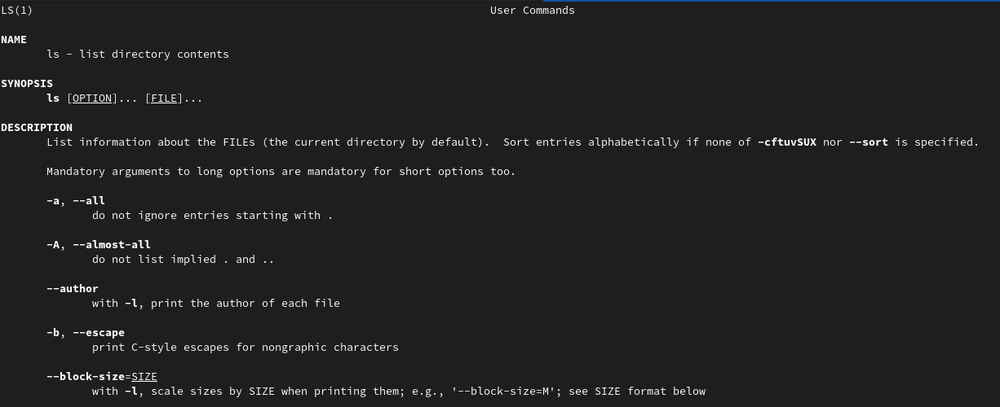 LS(1) User Commands
NAME
ls - list directory contents
SYNOPSIS
ls [OPTION]... [FILE]...
DESCRIPTION
List information about the FILEs (the current directory by default). Sort entries alphabetically if none of -cftuvSUX nor --sort is specified.
Mandatory arguments to long options are mandatory for short options too.
-a, --all
do not ignore entries starting with .
-A, --almost-all
do not list implied . and ..
--author
with -l, print the author of each file
-b, --escape
print C-style escapes for nongraphic characters
--block-size=SIZE
with -l, scale sizes by SIZE when printing them; e.g., '--block-size=M'; see SIZE format below